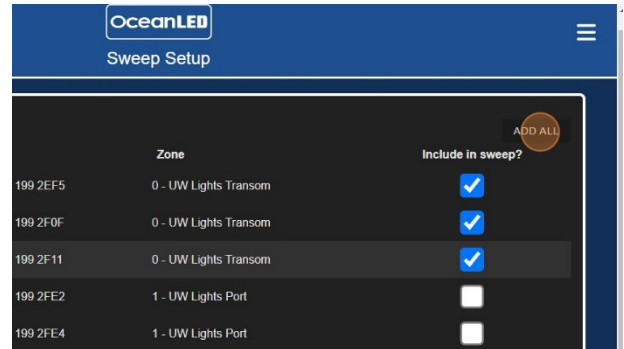 OceanLED
Sweep Setup
ADD ALL
Zone Include in sweep?
199 2EF5 0 - UW Lights Transom
199 2F0F 0 - UW Lights Transom
199 2F11 0 - UW Lights Transom
199 2FE2 1 - UW Lights Port
199 2FE4 1 - UW Lights Port